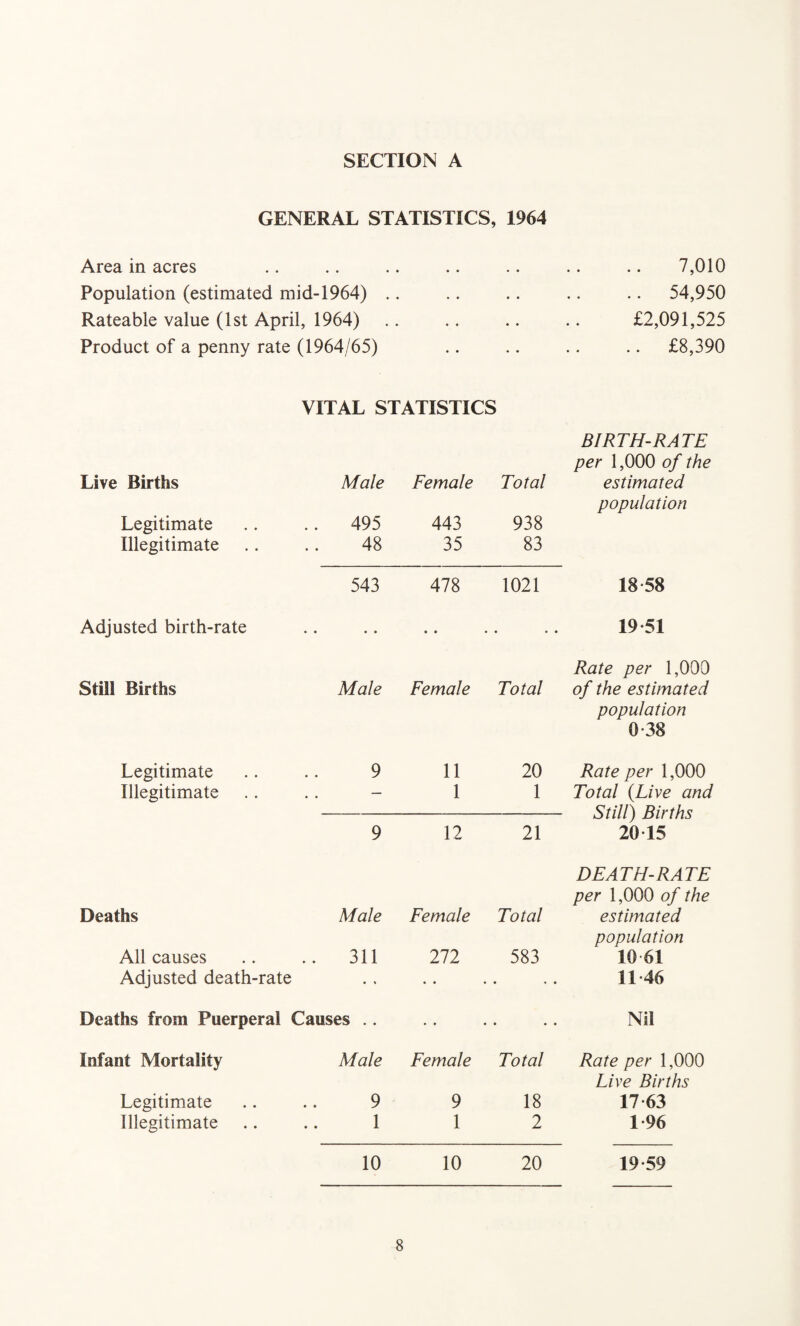 SECTION A
GENERAL STATISTICS, 1964
Area in acres .. .. .. .. .. .. .. 7,010
Population (estimated mid-1964) .. .. .. .. .. 54,950
Rateable value (1st April, 1964) .. .. .. .. £2,091,525
Product of a penny rate (1964/65) .. .. .. .. £8,390
VITAL STATISTICS
BIRTH-RATE
per 1,000 of the
Live Births Male Female Total estimated
population
Legitimate .. .. 495 443 938
Illegitimate .. .. 48 35 83
543 478 1021 18·58
Adjusted birth-rate .. .. .. .. .. 19·51
Rate per 1,000
Still Births Male Female Total of the estimated
population
0·38
Legitimate .. .. 9 11 20 Rate per 1,000
Illegitimate .. .. – 1 1 Total (Live and
Still) Births
9 12 21 20·15
DEATH-RATE
per 1,000 of the
Deaths Male Female Total estimated
population
All causes .. .. 311 272 583 10·61
Adjusted death-rate .. .. .. .. 11·46
Deaths from Puerperal Causes .. .. .. .. Nil
Infant Mortality Male Female Total Rate per 1,000
Live Births
Legitimate .. .. 9 9 18 17·63
Illegitimate .. .. 1 1 2 1·96
10 10 20 19·59
8